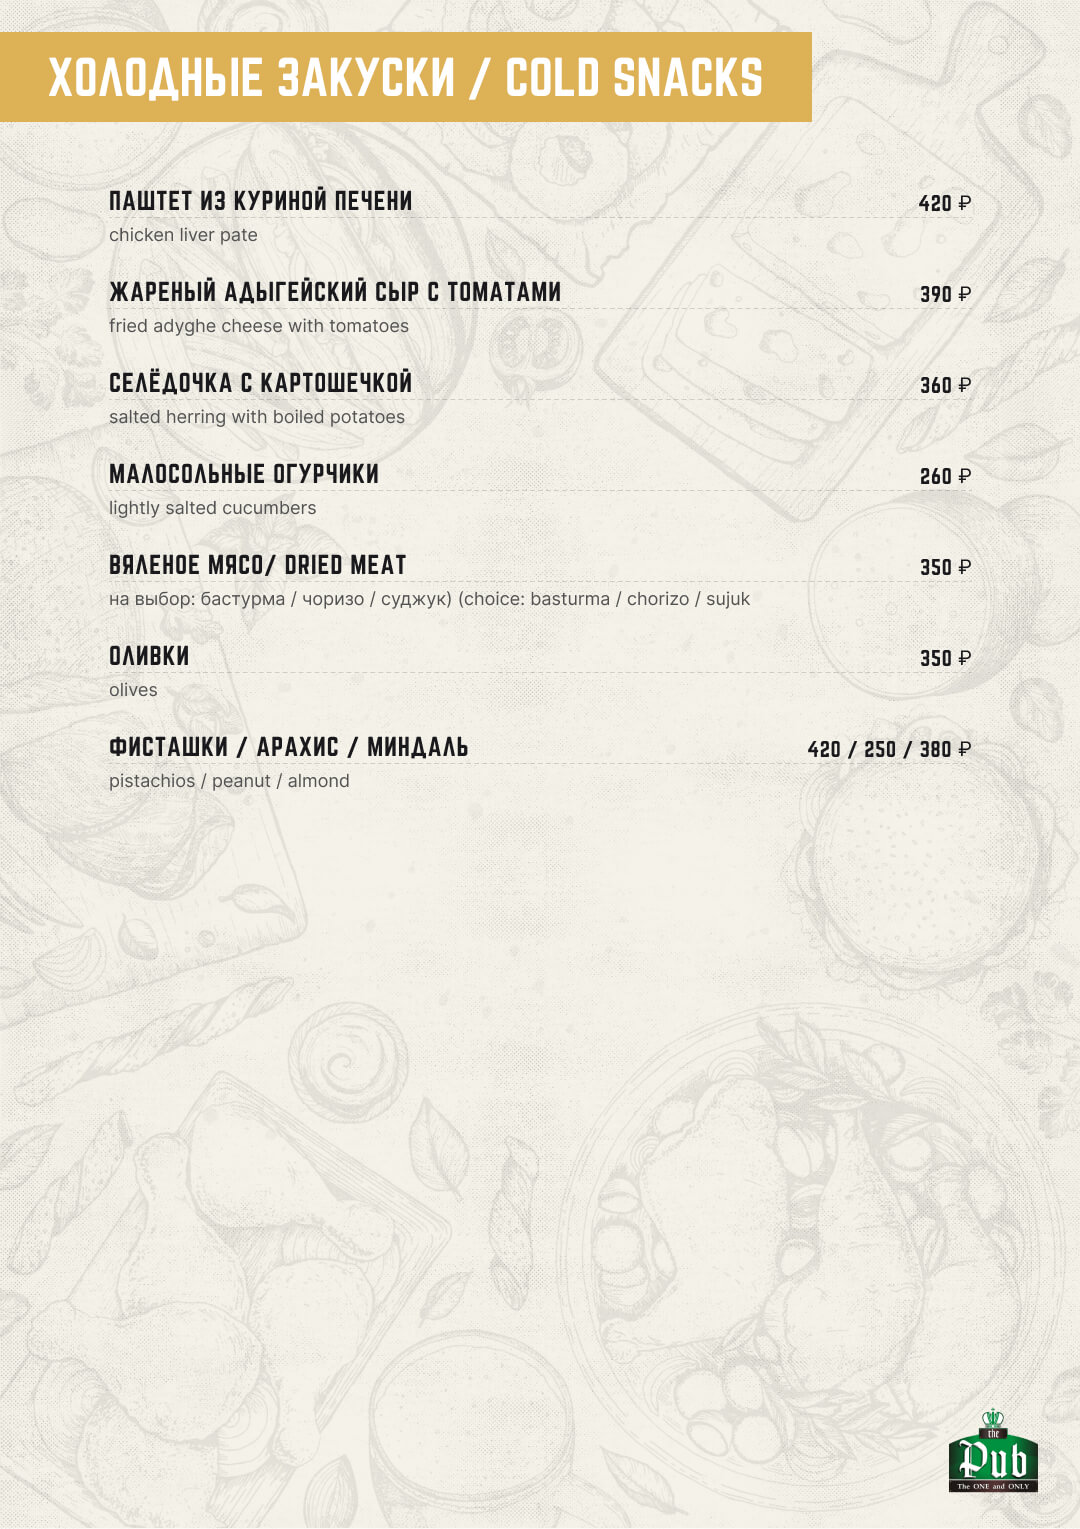 ХОЛОДНЫЕ ЗАКУСКИ / COLD SNACKS
ПАШТЕТ ИЗ КУРИНОЙ ПЕЧЕНИ 420 ₽
chicken liver pate
ЖАРЕНЫЙ АДЫГЕЙСКИЙ СЫР С ТОМАТАМИ 390 ₽
fried adyghe cheese with tomatoes
СЕЛЁДОЧКА С КАРТОШЕЧКОЙ 360 ₽
salted herring with boiled potatoes
МАЛОСОЛЬНЫЕ ОГУРЧИКИ 260 ₽
lightly salted cucumbers
ВЯЛЕНОЕ МЯСО/ DRIED MEAT 350 ₽
на выбор: бастурма / чоризо / суджук) (choice: basturma / chorizo / sujuk
ОЛИВКИ 350 ₽
olives
ФИСТАШКИ / АРАХИС / МИНДАЛЬ 420 / 250 / 380 ₽
pistachios / peanut / almond
the
Pub
The ONE and ONLY